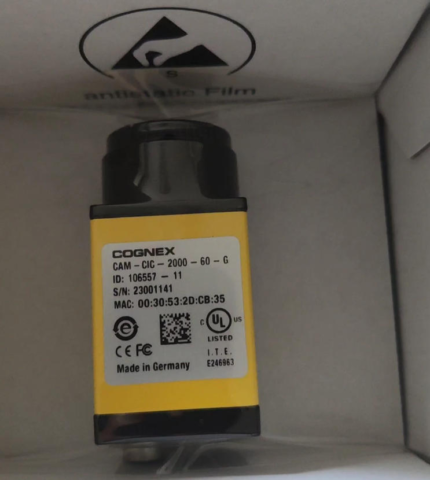 S
antistatic Film
COGNEX
CAM-CIC-2000-60-G
ID: 106557-11
S/N: 23001141
MAC: 00:30:53:2D:CB:35
e
C UL US
LISTED
CE FC
I.T.E.
Made in Germany
E246963